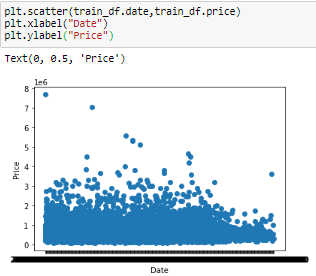 plt.scatter(train_df.date,train_df.price)
plt.xlabel("Date")
plt.ylabel("Price")
Text(0, 0.5, 'Price')
1e6
8
7
6
5
4
3
2
1
0
Price
Date